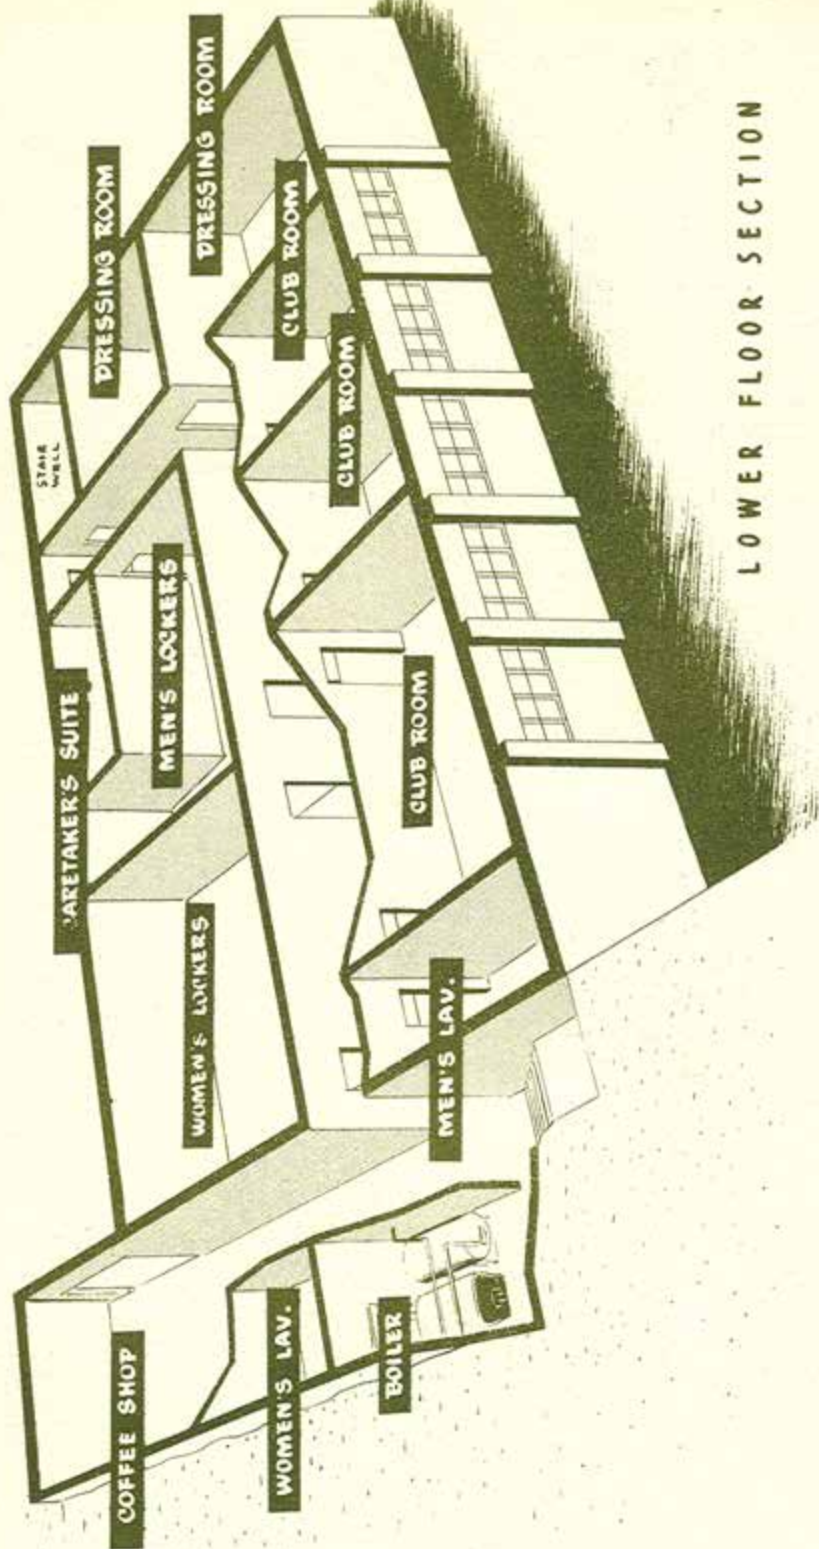 STAIR
WELL
CARETAKER'S SUITE
DRESSING ROOM
COFFEE SHOP
MEN'S LOCKERS
WOMEN'S LOCKERS
DRESSING ROOM
WOMEN'S LAV.
CLUB ROOM
CLUB ROOM
BOILER
CLUB ROOM
MEN'S LAV.
LOWER FLOOR SECTION